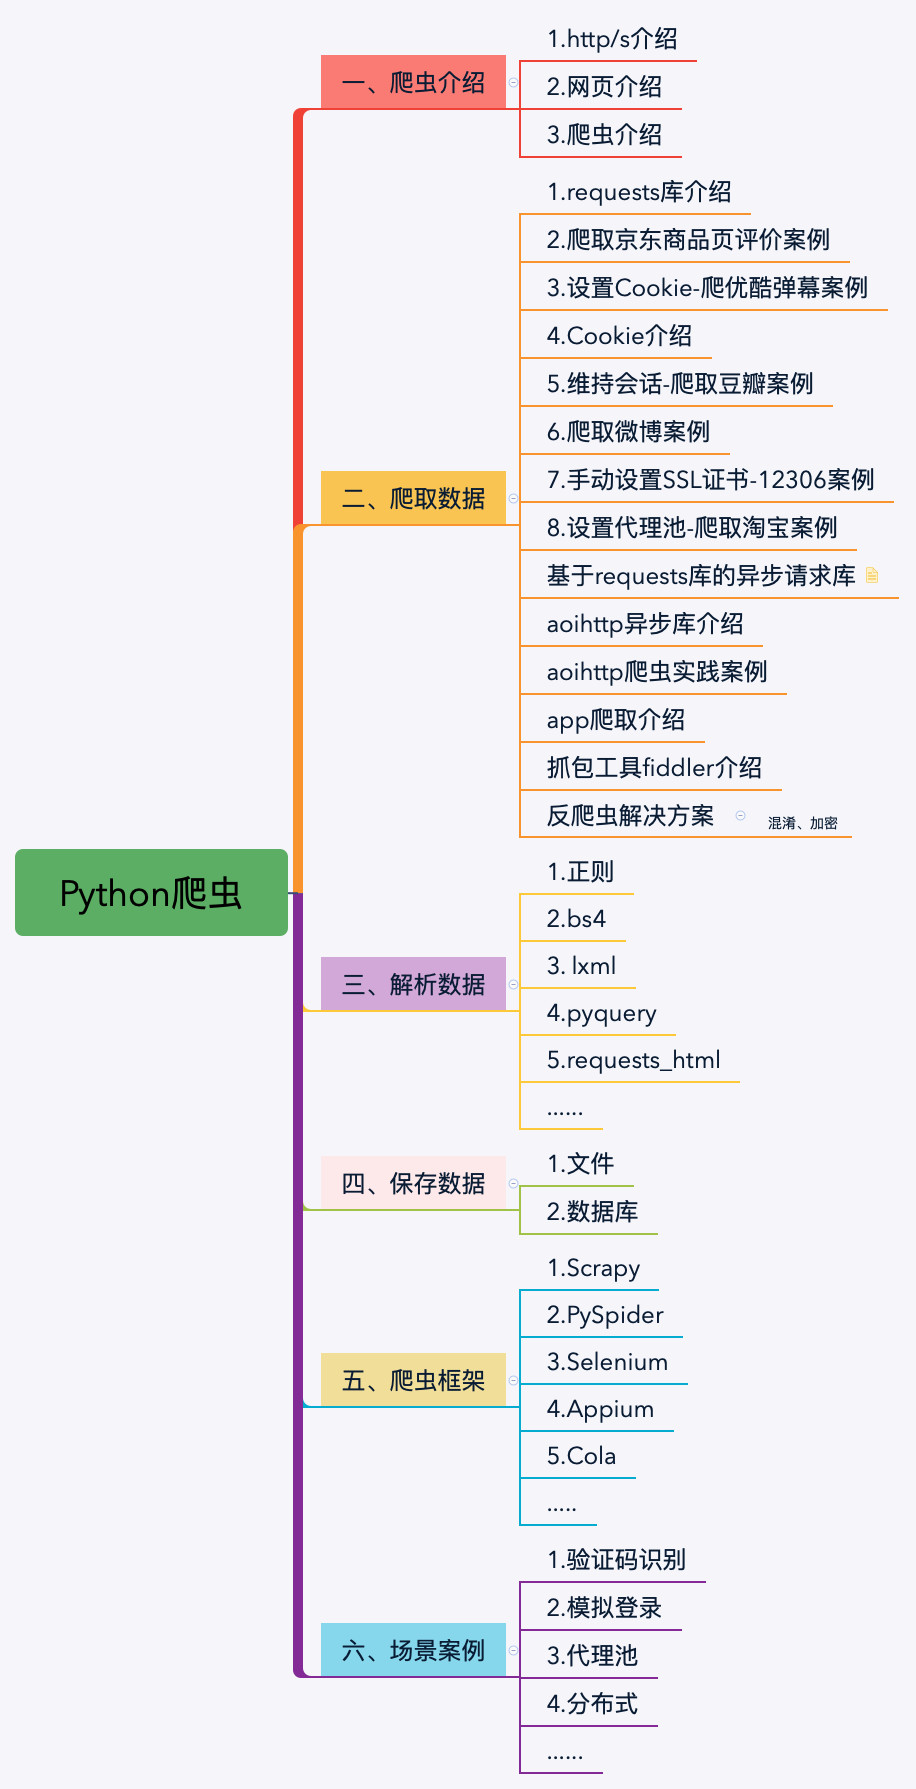 Python爬虫
一、爬虫介绍
1.http/s介绍
2.网页介绍
3.爬虫介绍
二、爬取数据
1.requests库介绍
2.爬取京东商品页评价案例
3.设置Cookie-爬优酷弹幕案例
4.Cookie介绍
5.维持会话-爬取豆瓣案例
6.爬取微博案例
7.手动设置SSL证书-12306案例
8.设置代理池-爬取淘宝案例
基于requests库的异步请求库
aoihttp异步库介绍
aoihttp爬虫实践案例
app爬取介绍
抓包工具fiddler介绍
反爬虫解决方案
混淆、加密
三、解析数据
1.正则
2.bs4
3. lxml
4.pyquery
5.requests_html
......
四、保存数据
1.文件
2.数据库
五、爬虫框架
1.Scrapy
2.PySpider
3.Selenium
4.Appium
5.Cola
.....
六、场景案例
1.验证码识别
2.模拟登录
3.代理池
4.分布式
......